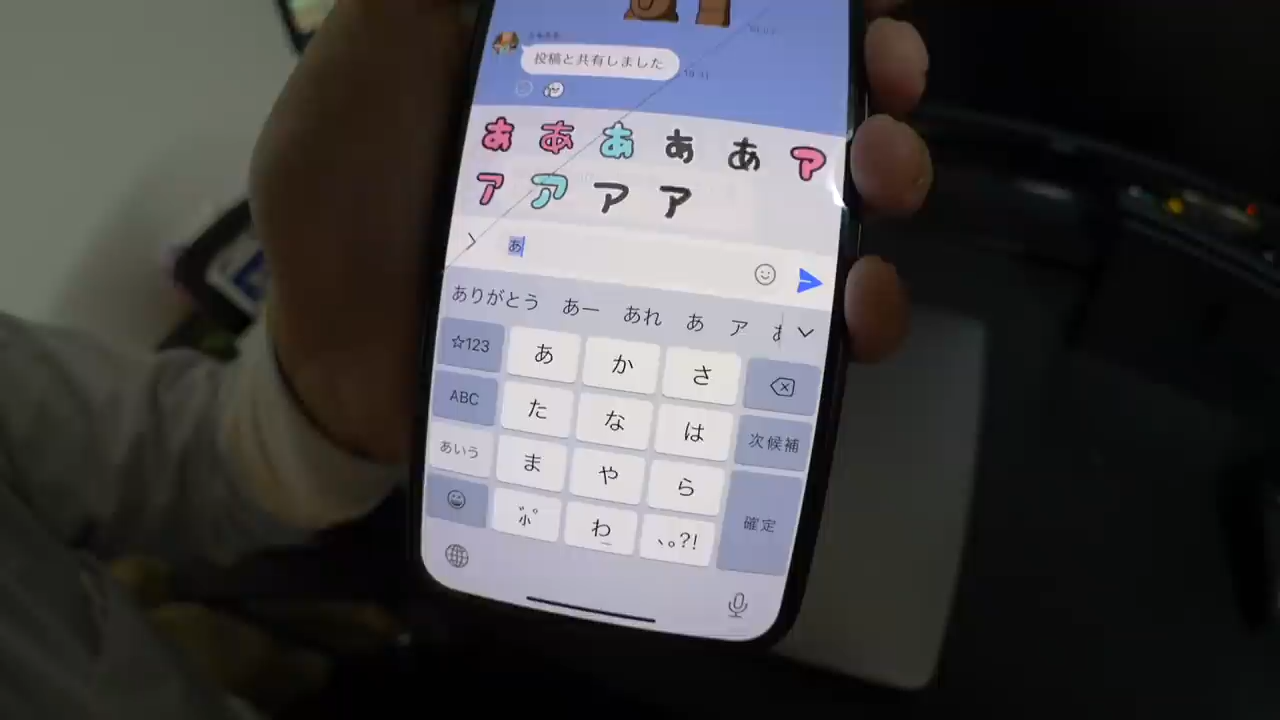 投稿と共有しました
10:41
あ あ あ あ あ ア
ア ア ア ア
あ
ありがとう あー あれ あ ア
☆123 あ か さ
ABC た な は 次候補
あいう ま や ら
わ 、。?! 確定